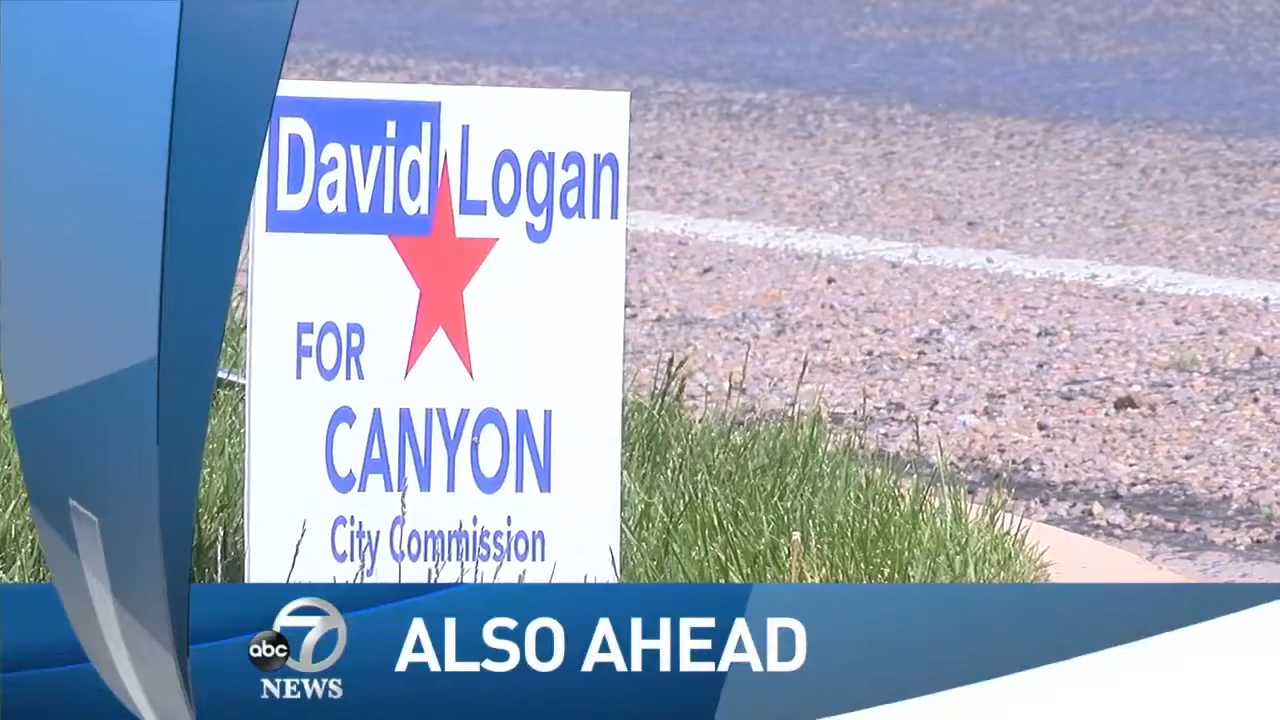 David Logan
FOR
CANYON
City Commission
abc 7
NEWS
ALSO AHEAD